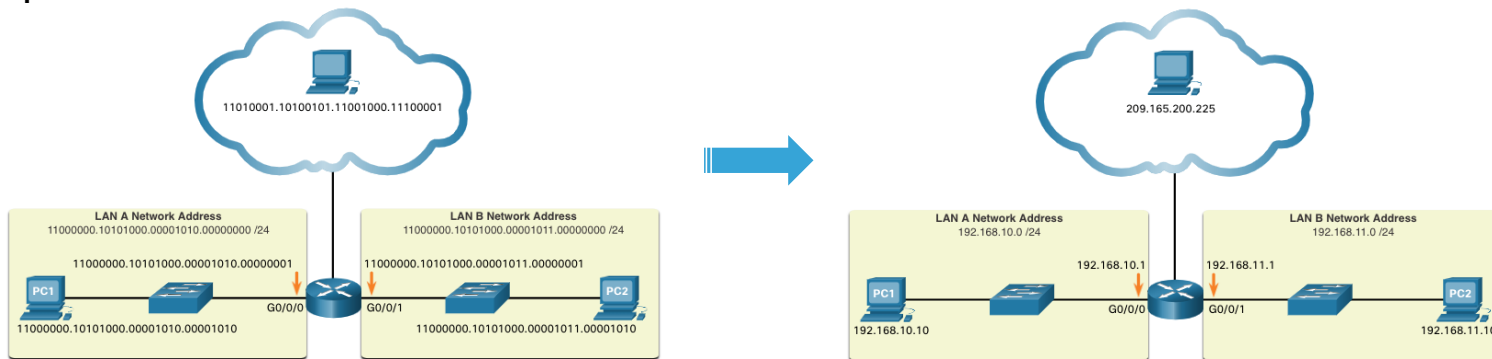 11010001.10100101.11001000.11100001
LAN A Network Address
11000000.10101000.00001010.00000000 /24
LAN B Network Address
11000000.10101000.00001011.00000000 /24
11000000.10101000.00001010.00000001
11000000.10101000.00001011.00000001
PC1
G0/0/0
G0/0/1
PC2
11000000.10101000.00001010.00001010
11000000.10101000.00001011.00001010
209.165.200.225
LAN A Network Address
192.168.10.0 /24
LAN B Network Address
192.168.11.0 /24
192.168.10.1
192.168.11.1
PC1
G0/0/0
G0/0/1
PC2
192.168.10.10
192.168.11.10